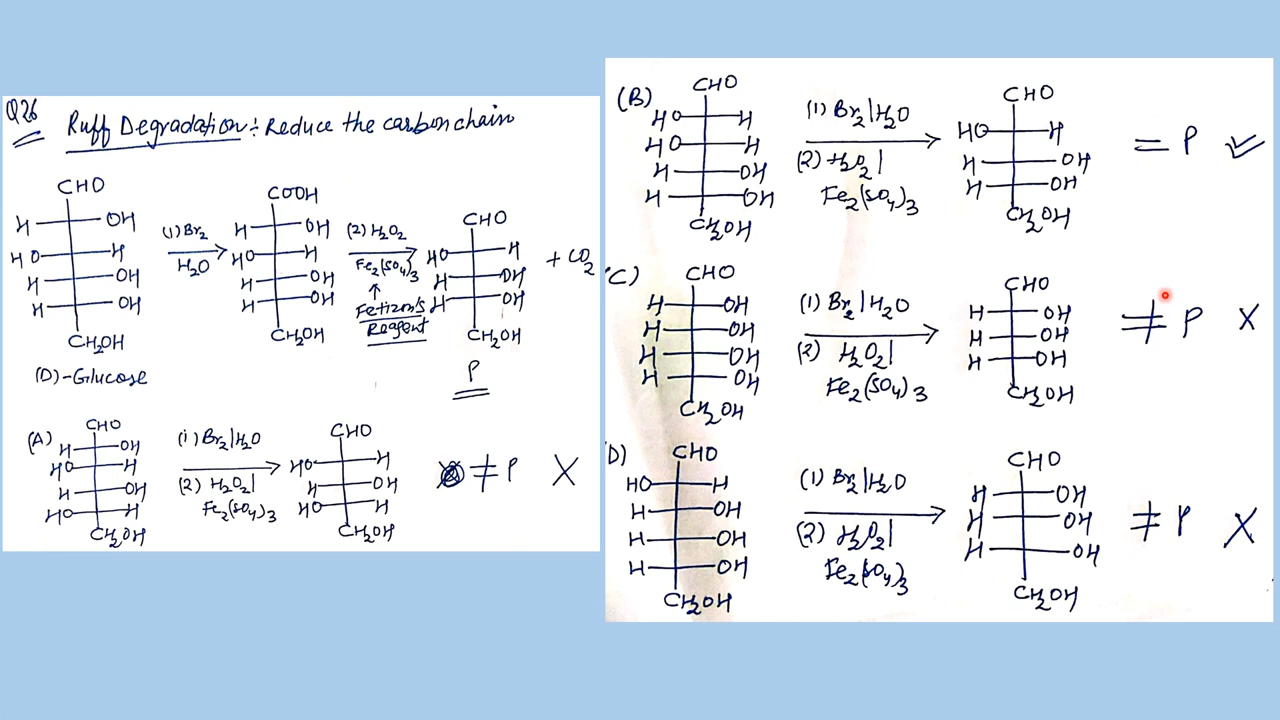 Q26
Ruff Degradation :- Reduce the carbon chain
CHO
H OH
HO H
H OH
H OH
CH2OH
(D)-Glucose
(1) Br2
H2O
COOH
H OH
HO H
H OH
H OH
CH2OH
(2) H2O2
Fe2(SO4)3
↑
Fetizon's
Reagent
CHO
HO H
H OH
H OH
CH2OH
P
+ CO2
(A)
CHO
H OH
HO H
H OH
HO H
CH2OH
(i) Br2|H2O
(2) H2O2|
Fe2(SO4)3
CHO
HO H
H OH
HO H
CH2OH
≠ P X
(B)
CHO
HO H
HO H
H OH
H OH
CH2OH
(1) Br2|H2O
(2) H2O2|
Fe2(SO4)3
CHO
HO H
H OH
H OH
CH2OH
= P ✓
(C)
CHO
H OH
H OH
H OH
H OH
CH2OH
(1) Br2|H2O
(2) H2O2|
Fe2(SO4)3
CHO
H OH
H OH
H OH
CH2OH
≠ P X
D)
CHO
HO H
H OH
H OH
H OH
CH2OH
(1) Br2|H2O
(2) H2O2|
Fe2(SO4)3
CHO
H OH
H OH
H OH
CH2OH
≠ P X